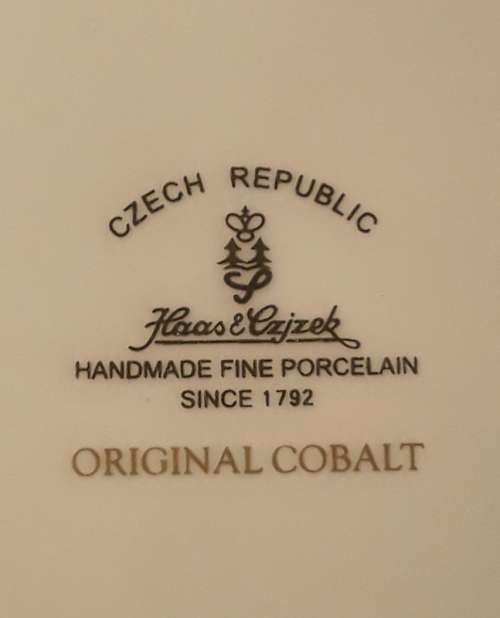 CZECH REPUBLIC
Haas & Czjzek
HANDMADE FINE PORCELAIN
SINCE 1792
ORIGINAL COBALT